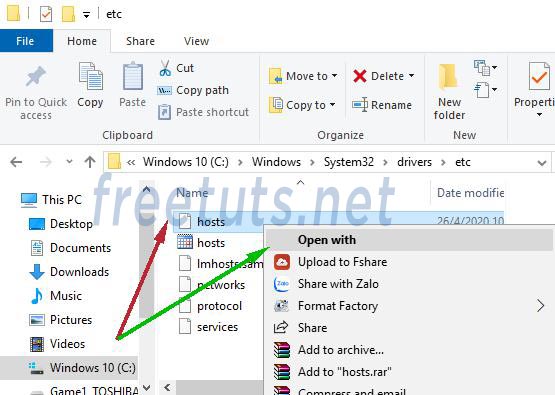 etc
File
Home
Share
View
Pin to Quick
access
Copy
Paste
Cut
Copy path
Paste shortcut
Clipboard
Move to
Copy to
Delete
Rename
Organize
New
folder
New
Properti
Windows 10 (C:)
Windows
System32
drivers
etc
This PC
Desktop
Documents
Downloads
Music
Pictures
Videos
Windows 10 (C:)
Game1_TOSHIBA
freetuts.net
Name
Date modified
hosts
26/4/2020 10
hosts
lmhosts.sam
networks
protocol
services
Open with
Upload to Fshare
Zalo
Share with Zalo
Format Factory
Share
Add to archive...
Add to "hosts.rar"
Compress and email